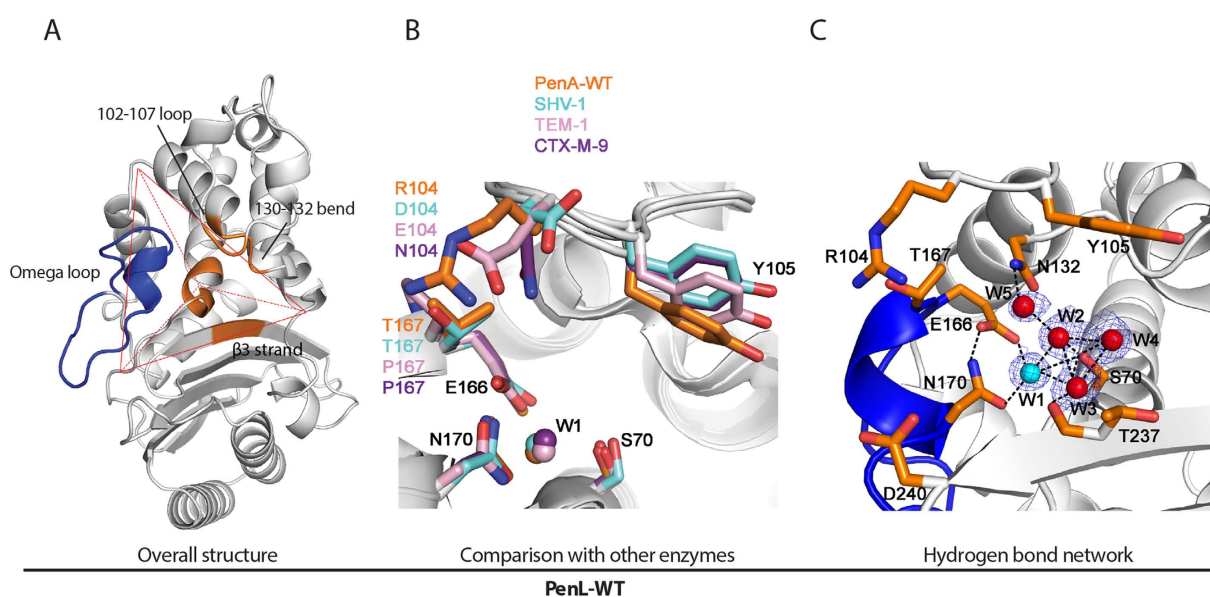 A
102-107 loop
130-132 bend
Omega loop
β3 strand
Overall structure
B
PenA-WT
SHV-1
TEM-1
CTX-M-9
R104
D104
E104
N104
Y105
T167
T167
P167
P167
E166
N170
W1
S70
Comparison with other enzymes
C
R104
T167
N132
Y105
W5
E166
W2
W4
N170
W1
S70
W3
T237
D240
Hydrogen bond network
PenL-WT